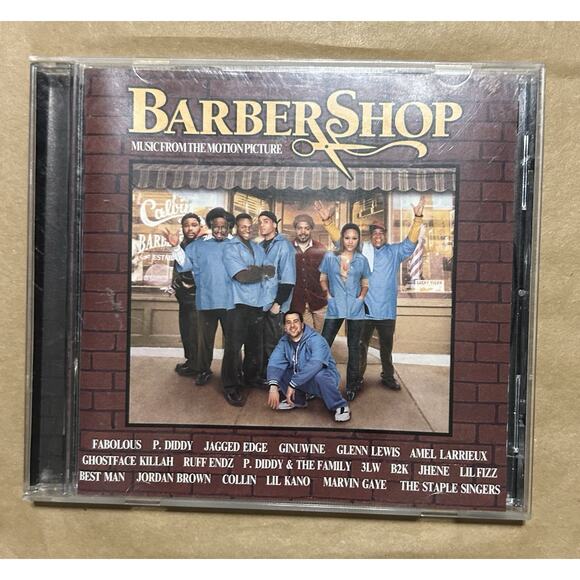 BARBERSHOP
MUSIC FROM THE MOTION PICTURE
Calvin
BARB
ESTA
FABOLOUS P. DIDDY JAGGED EDGE GINUWINE GLENN LEWIS AMEL LARRIEUX
GHOSTFACE KILLAH RUFF ENDZ P. DIDDY & THE FAMILY 3LW B2K JHENE LIL FIZZ
BEST MAN JORDAN BROWN COLLIN LIL KANO MARVIN GAYE THE STAPLE SINGERS